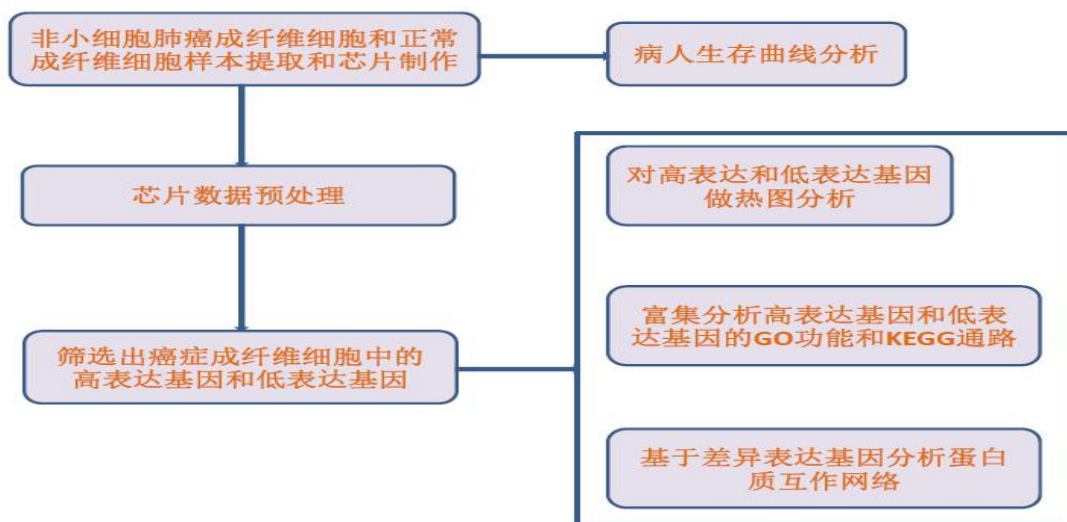 非小细胞肺癌成纤维细胞和正常
成纤维细胞样本提取和芯片制作
病人生存曲线分析
芯片数据预处理
筛选出癌症成纤维细胞中的
高表达基因和低表达基因
对高表达和低表达基因
做热图分析
富集分析高表达基因和低表
达基因的GO功能和KEGG通路
基于差异表达基因分析蛋白
质互作网络